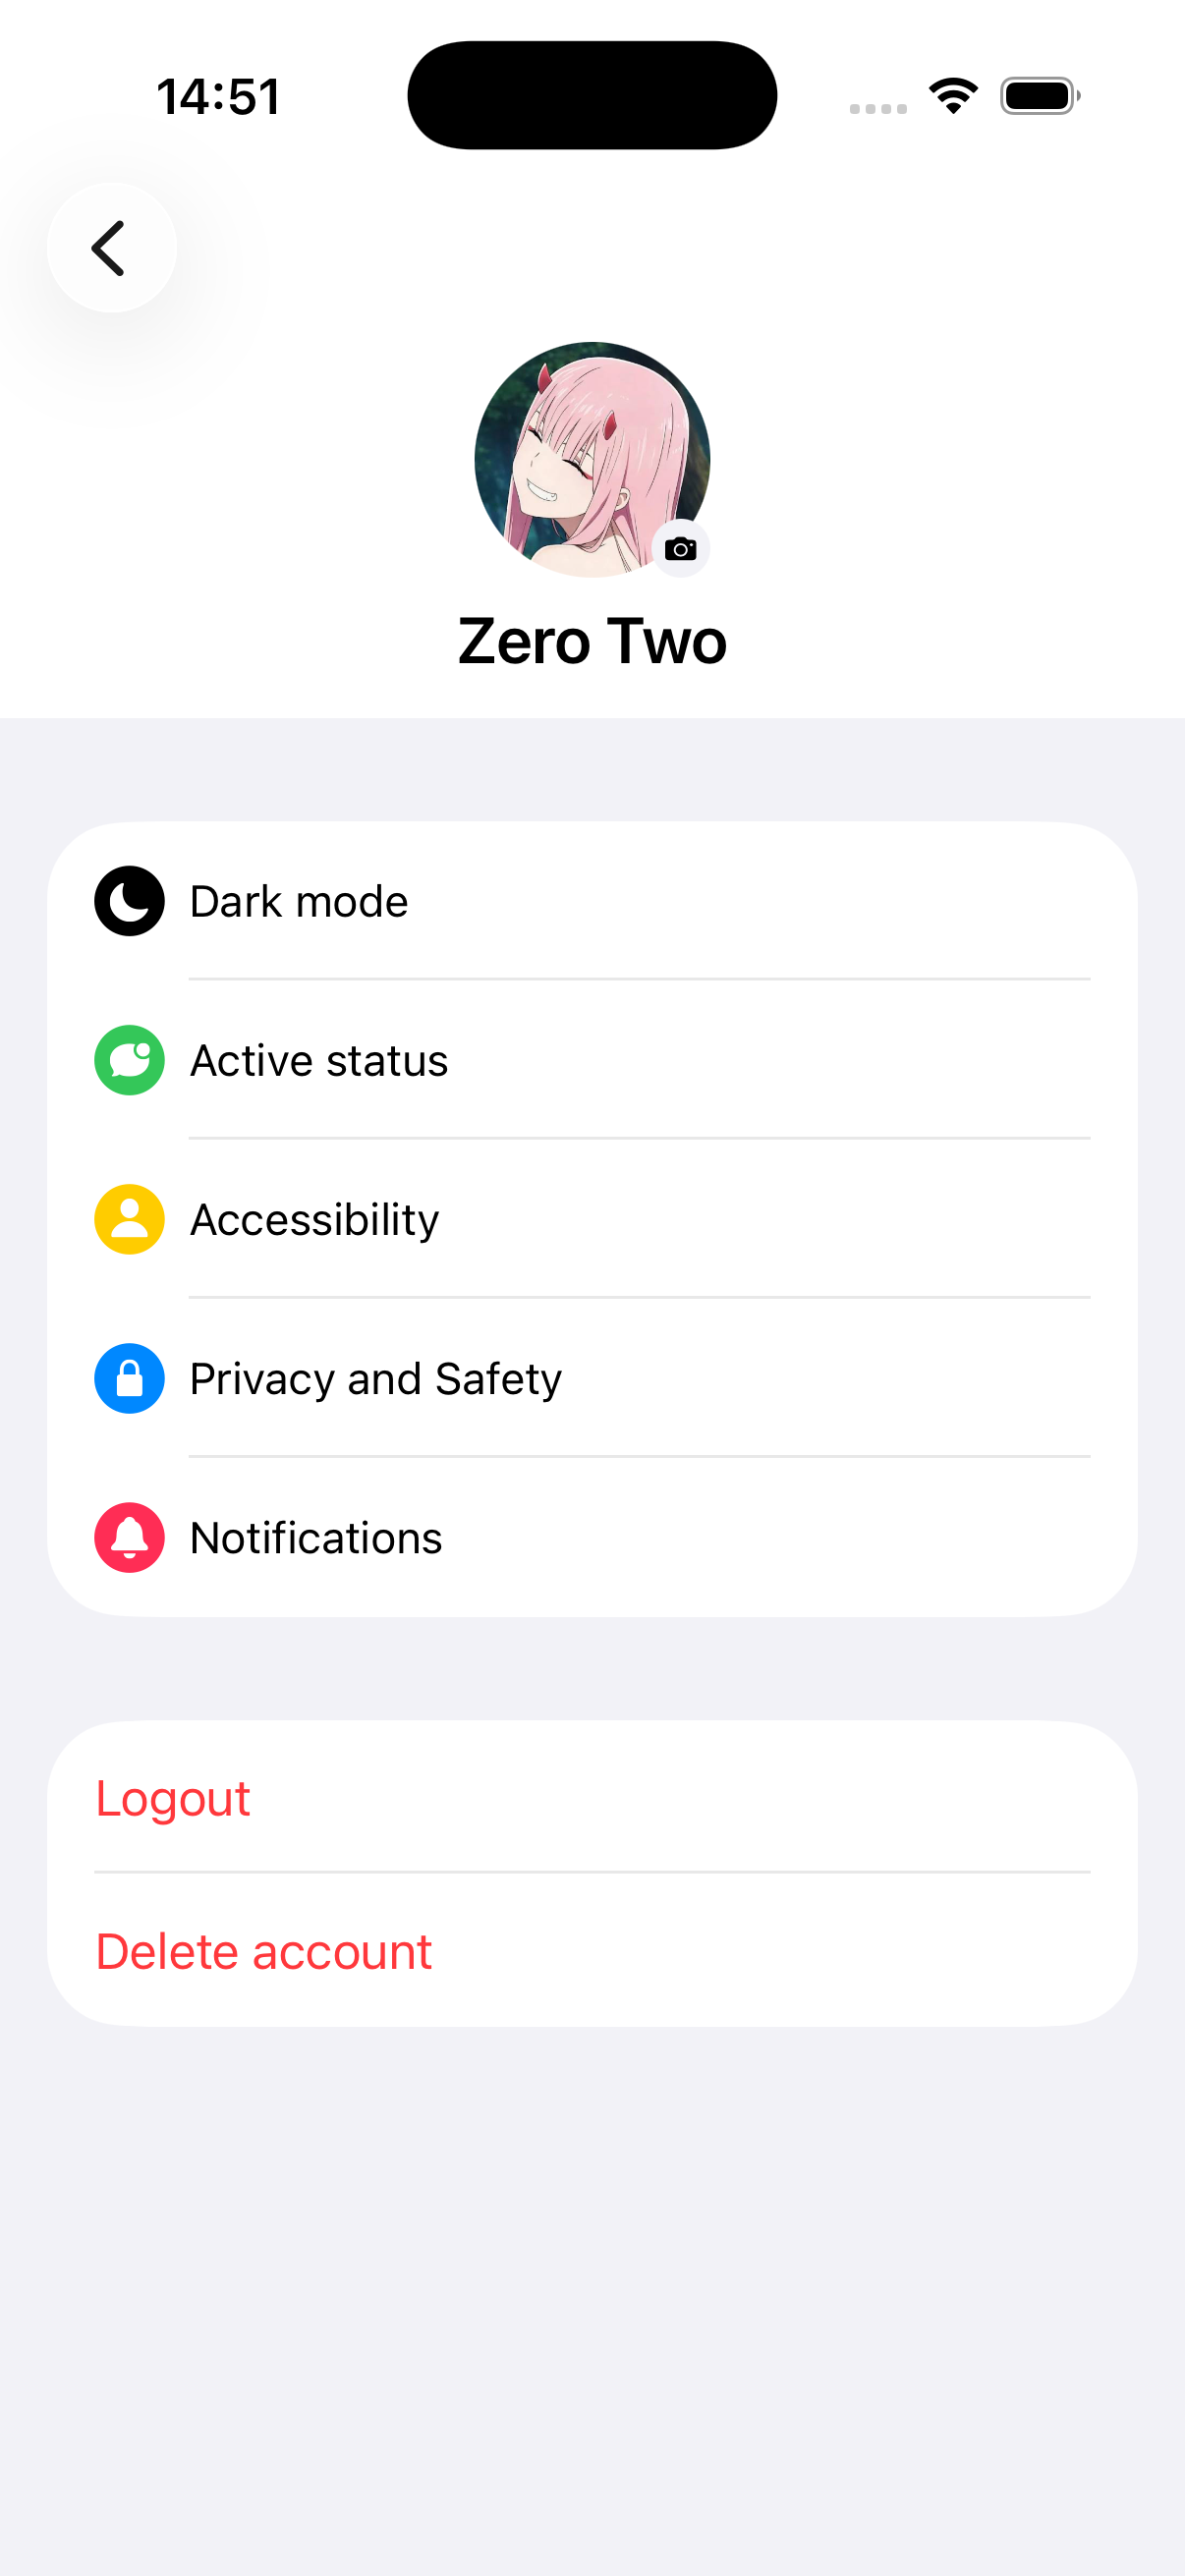 14:51
Zero Two
Dark mode
Active status
Accessibility
Privacy and Safety
Notifications
Logout
Delete account